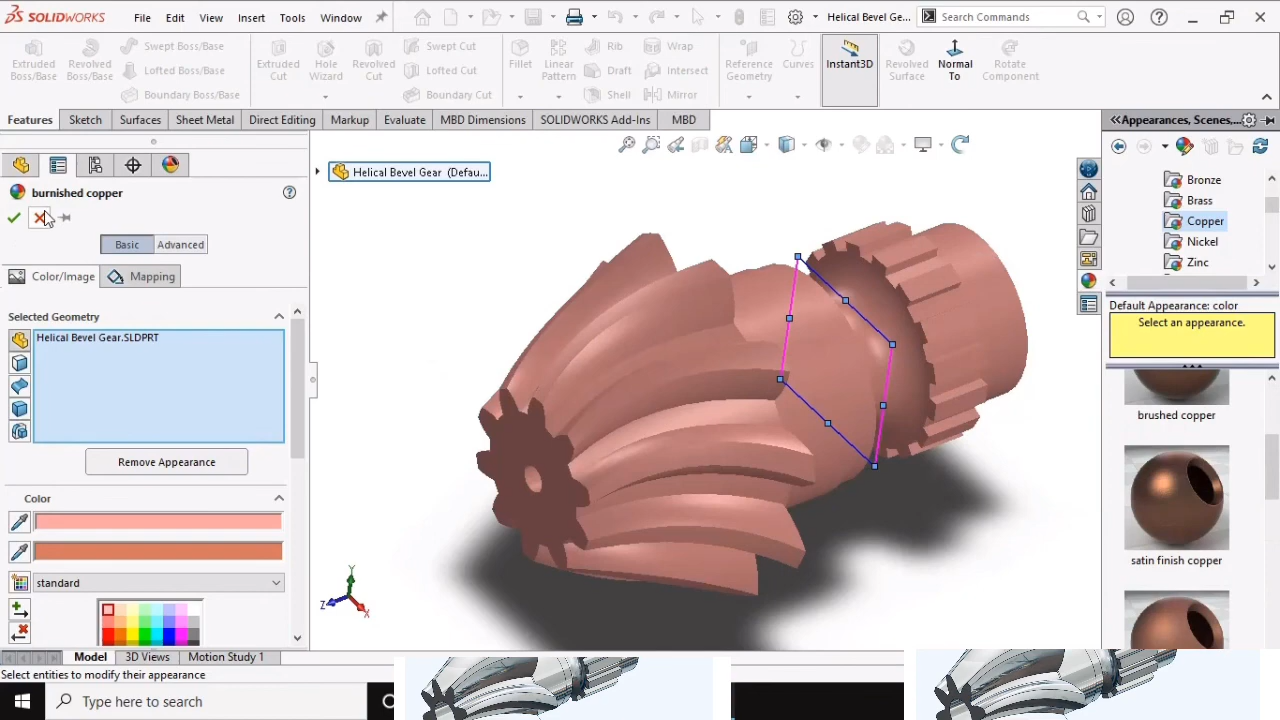 SOLIDWORKS File Edit View Insert Tools Window Helical Bevel Ge... Search Commands
Extruded Boss/Base
Revolved Boss/Base
Swept Boss/Base
Lofted Boss/Base
Boundary Boss/Base
Extruded Cut
Hole Wizard
Revolved Cut
Swept Cut
Lofted Cut
Boundary Cut
Fillet
Linear Pattern
Rib
Draft
Shell
Wrap
Intersect
Mirror
Reference Geometry
Curves
Instant3D
Revolved Surface
Normal To
Rotate Component
Features Sketch Surfaces Sheet Metal Direct Editing Markup Evaluate MBD Dimensions SOLIDWORKS Add-Ins MBD
Appearances, Scenes,...
burnished copper
Basic Advanced
Color/Image Mapping
Selected Geometry
Helical Bevel Gear.SLDPRT
Remove Appearance
Color
standard
Helical Bevel Gear (Defau...
Y
Z
X
Bronze
Brass
Copper
Nickel
Zinc
Default Appearance: color
Select an appearance.
brushed copper
satin finish copper
Model 3D Views Motion Study 1
Select entities to modify their appearance
Type here to search